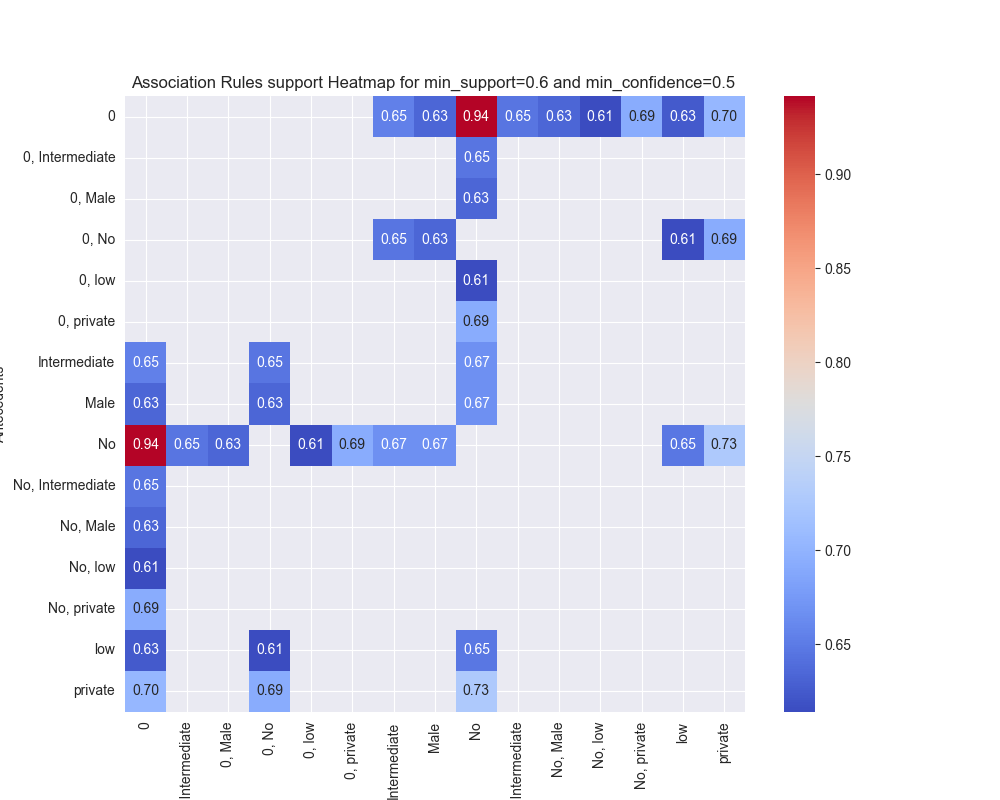 Association Rules support Heatmap for min_support=0.6 and min_confidence=0.5
0 0.65 0.63 0.94 0.65 0.63 0.61 0.69 0.63 0.70
0, Intermediate 0.65
0, Male 0.63
0, No 0.65 0.63 0.61 0.69
0, low 0.61
0, private 0.69
Intermediate 0.65 0.65 0.67
Male 0.63 0.63 0.67
No 0.94 0.65 0.63 0.61 0.69 0.67 0.67 0.65 0.73
No, Intermediate 0.65
No, Male 0.63
No, low 0.61
No, private 0.69
low 0.63 0.61 0.65
private 0.70 0.69 0.73
0
Intermediate
0, Male
0, No
0, low
0, private
Intermediate
Male
No
Intermediate
No, Male
No, low
No, private
low
private
0.90
0.85
0.80
0.75
0.70
0.65